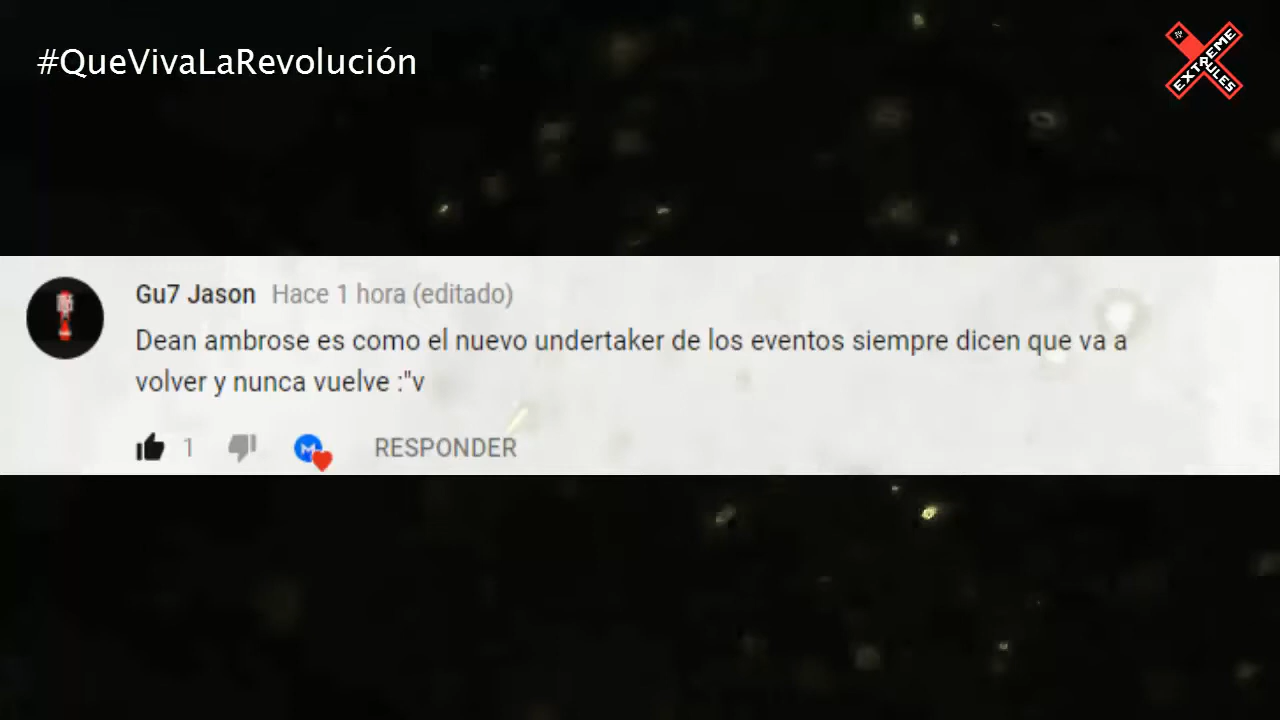 #QueVivaLaRevolución
EXTREME
RULES
Gu7 Jason Hace 1 hora (editado)
Dean ambrose es como el nuevo undertaker de los eventos siempre dicen que va a
volver y nunca vuelve :"v
1 M RESPONDER